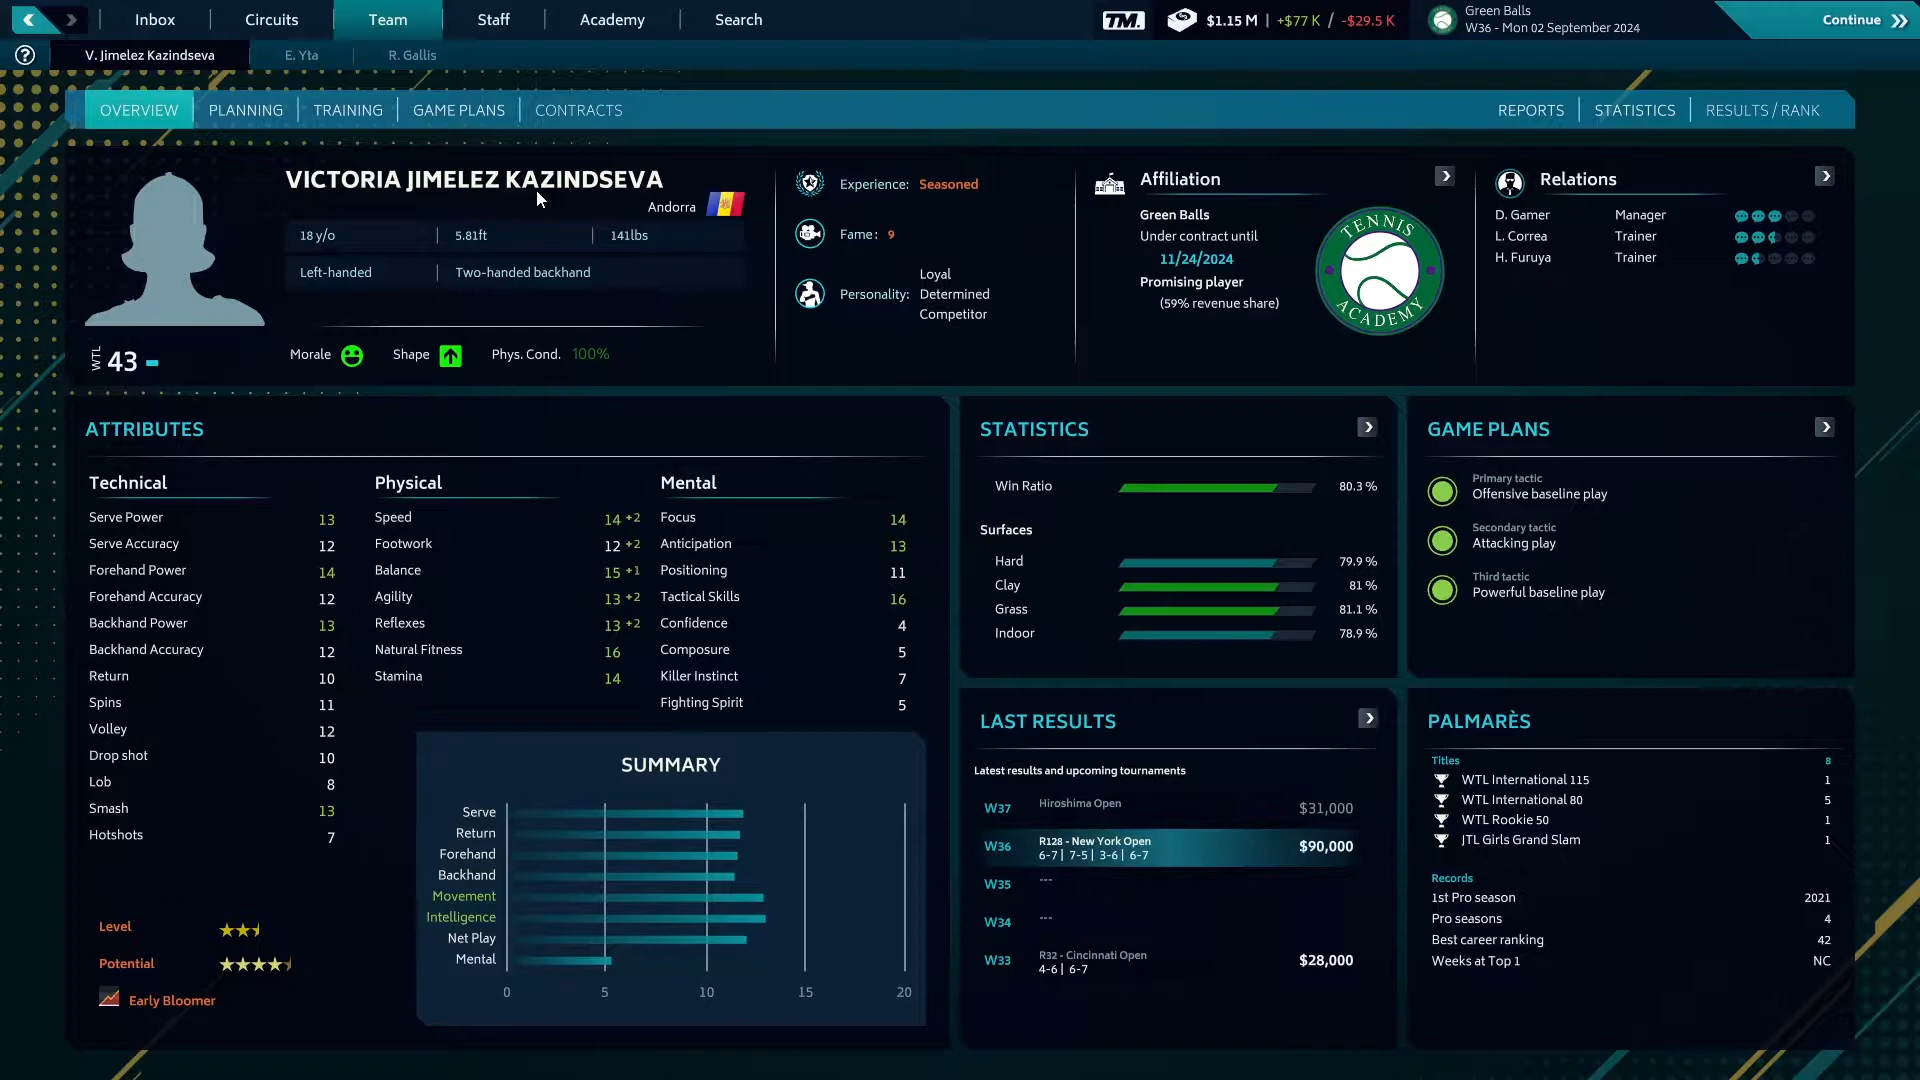 Inbox
Circuits
Team
Staff
Academy
Search
TM.
$1.15 M | +$77 K / -$29.5 K
Green Balls
W36 - Mon 02 September 2024
Continue
?
V. Jimelez Kazindseva
E. Yta
R. Gallis
OVERVIEW
PLANNING
TRAINING
GAME PLANS
CONTRACTS
REPORTS
STATISTICS
RESULTS / RANK
VICTORIA JIMELEZ KAZINDSEVA
Andorra
18 y/o
5.81ft
141lbs
Left-handed
Two-handed backhand
WTL 43
Morale
Shape
Phys. Cond. 100%
Experience: Seasoned
Fame: 9
Personality:
Loyal
Determined
Competitor
Affiliation
Green Balls
Under contract until
11/24/2024
Promising player
(59% revenue share)
TENNIS
ACADEMY
Relations
D. Gamer Manager
L. Correa Trainer
H. Furuya Trainer
ATTRIBUTES
Technical
Serve Power 13
Serve Accuracy 12
Forehand Power 14
Forehand Accuracy 12
Backhand Power 13
Backhand Accuracy 12
Return 10
Spins 11
Volley 12
Drop shot 10
Lob 8
Smash 13
Hotshots 7
Physical
Speed 14 +2
Footwork 12 +2
Balance 15 +1
Agility 13 +2
Reflexes 13 +2
Natural Fitness 16
Stamina 14
Mental
Focus 14
Anticipation 13
Positioning 11
Tactical Skills 16
Confidence 4
Composure 5
Killer Instinct 7
Fighting Spirit 5
Level
Potential
Early Bloomer
SUMMARY
Serve
Return
Forehand
Backhand
Movement
Intelligence
Net Play
Mental
0 5 10 15 20
STATISTICS
Win Ratio 80.3 %
Surfaces
Hard 79.9 %
Clay 81 %
Grass 81.1 %
Indoor 78.9 %
GAME PLANS
Primary tactic
Offensive baseline play
Secondary tactic
Attacking play
Third tactic
Powerful baseline play
LAST RESULTS
Latest results and upcoming tournaments
W37 Hiroshima Open $31,000
W36 R128 - New York Open $90,000
6-7 | 7-5 | 3-6 | 6-7
W35 ---
W34 ---
W33 R32 - Cincinnati Open $28,000
4-6 | 6-7
PALMARÈS
Titles 8
WTL International 115 1
WTL International 80 5
WTL Rookie 50 1
JTL Girls Grand Slam 1
Records
1st Pro season 2021
Pro seasons 4
Best career ranking 42
Weeks at Top 1 NC